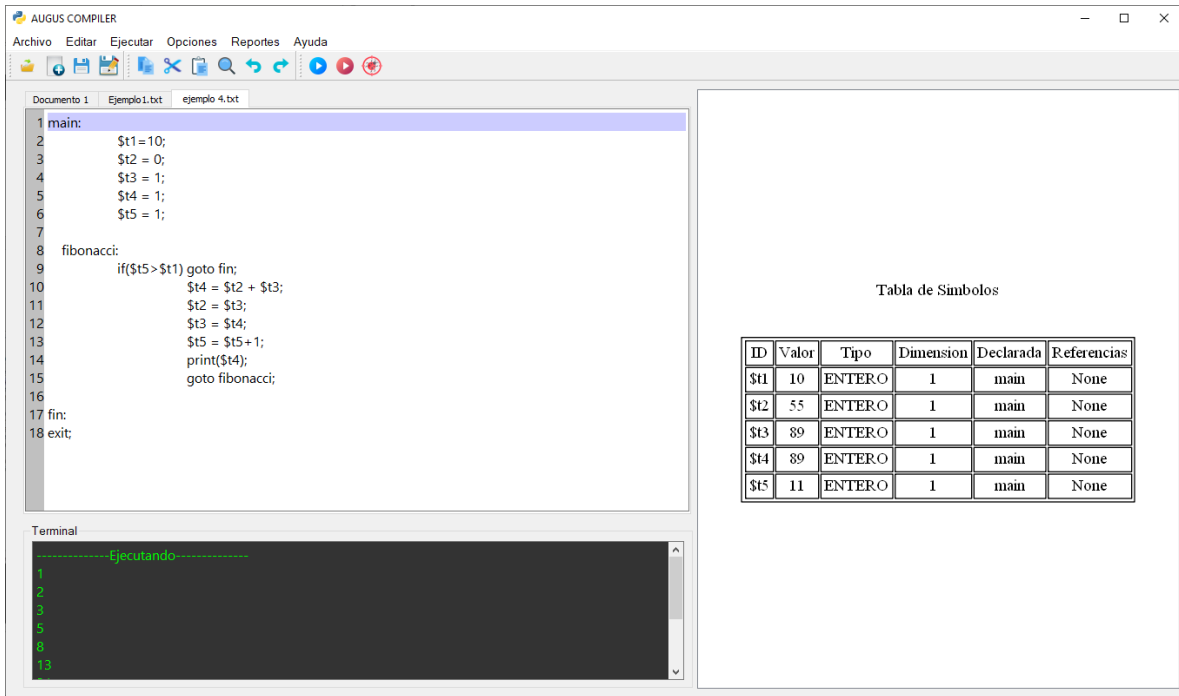 AUGUS COMPILER
Archivo Editar Ejecutar Opciones Reportes Ayuda
Documento 1 Ejemplo1.txt ejemplo 4.txt
1 main:
2 $t1=10;
3 $t2 = 0;
4 $t3 = 1;
5 $t4 = 1;
6 $t5 = 1;
7
8 fibonacci:
9 if($t5>$t1) goto fin;
10 $t4 = $t2 + $t3;
11 $t2 = $t3;
12 $t3 = $t4;
13 $t5 = $t5+1;
14 print($t4);
15 goto fibonacci;
16
17 fin:
18 exit;
Terminal
--------------Ejecutando--------------
1
2
3
5
8
13
Tabla de Simbolos
ID Valor Tipo Dimension Declarada Referencias
$t1 10 ENTERO 1 main None
$t2 55 ENTERO 1 main None
$t3 89 ENTERO 1 main None
$t4 89 ENTERO 1 main None
$t5 11 ENTERO 1 main None